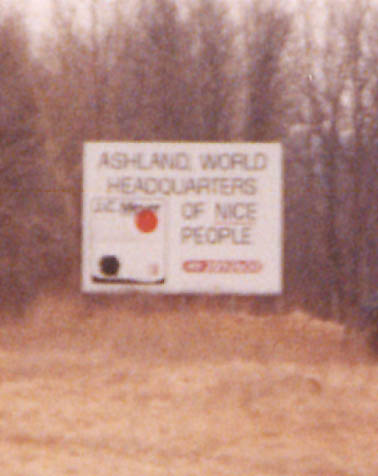 ASHLAND, WORLD
HEADQUARTERS
OF NICE
PEOPLE.